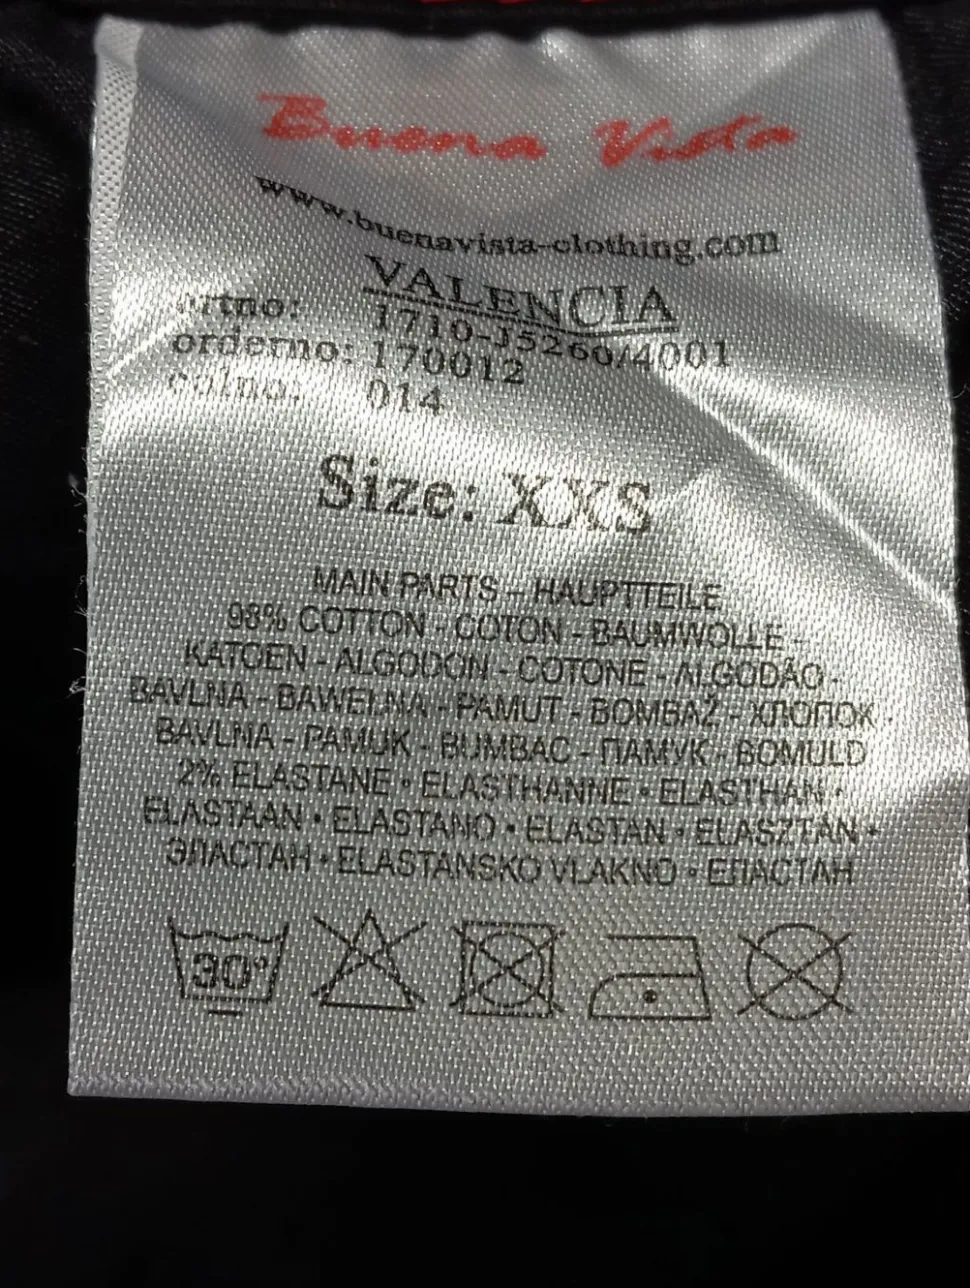 Buena Vista
www.buenavista-clothing.com
VALENCIA
artno: 1710-J5260/4001
orderno: 170012
colno: 014
Size: XXS
MAIN PARTS - HAUPTTEILE
98% COTTON - COTON - BAUMWOLLE -
KATOEN - ALGODON - COTONE - ALGODÃO -
BAVLNA - BAWEŁNA - PAMUT - BOMBAŽ - ХЛОПОК -
BAVLNA - PAMUK - BUMBAC - ПАМУК - BOMULD
2% ELASTANE • ELASTHANNE • ELASTHAN •
ELASTAAN • ELASTANO • ELASTAN • ELASZTÁN •
ЭЛАСТАН • ELASTANSKO VLAKNO • ЕЛАСТАН
30°